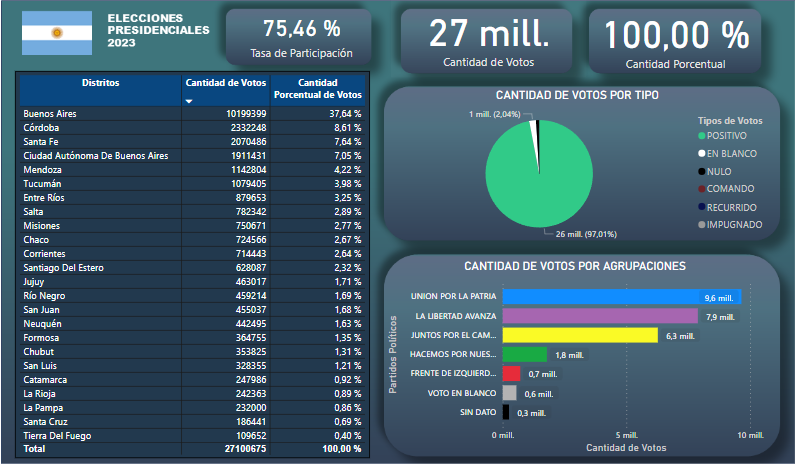 ELECCIONES
PRESIDENCIALES
2023
75,46 %
Tasa de Participación
27 mill.
Cantidad de Votos
100,00 %
Cantidad Porcentual
Distritos Cantidad de Votos Cantidad
Porcentual de Votos
Buenos Aires 10199399 37,64 %
Córdoba 2332248 8,61 %
Santa Fe 2070486 7,64 %
Ciudad Autónoma De Buenos Aires 1911431 7,05 %
Mendoza 1142804 4,22 %
Tucumán 1079405 3,98 %
Entre Ríos 879653 3,25 %
Salta 782342 2,89 %
Misiones 750671 2,77 %
Chaco 724566 2,67 %
Corrientes 714443 2,64 %
Santiago Del Estero 628087 2,32 %
Jujuy 463017 1,71 %
Río Negro 459214 1,69 %
San Juan 455037 1,68 %
Neuquén 442495 1,63 %
Formosa 364755 1,35 %
Chubut 353825 1,31 %
San Luis 328355 1,21 %
Catamarca 247986 0,92 %
La Rioja 242363 0,89 %
La Pampa 232000 0,86 %
Santa Cruz 186441 0,69 %
Tierra Del Fuego 109652 0,40 %
Total 27100675 100,00 %
CANTIDAD DE VOTOS POR TIPO
1 mill. (2,04%)
26 mill. (97,01%)
Tipos de Votos
POSITIVO
EN BLANCO
NULO
COMANDO
RECURRIDO
IMPUGNADO
CANTIDAD DE VOTOS POR AGRUPACIONES
Partidos Políticos
UNION POR LA PATRIA 9,6 mill.
LA LIBERTAD AVANZA 7,9 mill.
JUNTOS POR EL CAM... 6,3 mill.
HACEMOS POR NUES... 1,8 mill.
FRENTE DE IZQUIERD... 0,7 mill.
VOTO EN BLANCO 0,6 mill.
SIN DATO 0,3 mill.
0 mill. 5 mill. 10 mill.
Cantidad de Votos